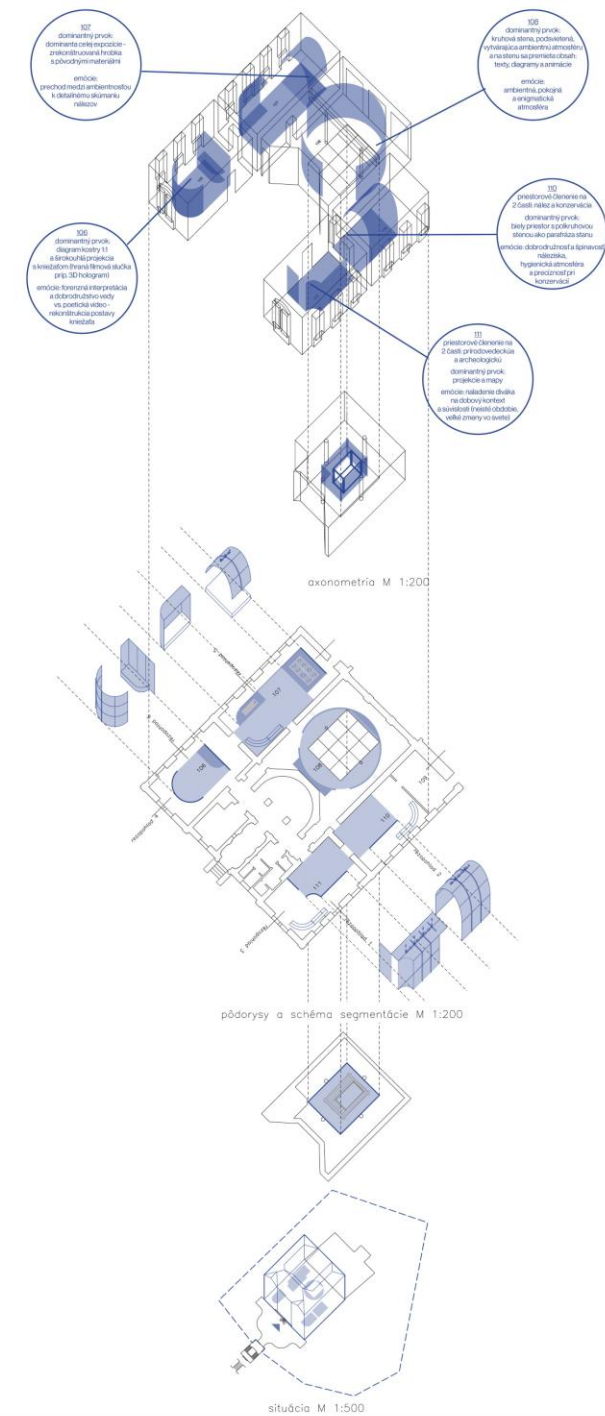 107
dominantný prvok:
dominanta celej expozície -
zrekonštruovaná hrobka
s pôvodnými materiálmi
emócie:
prechod medzi ambientnosťou
k detailnému skúmaniu
nálezov
108
dominantný prvok:
kruhová stena, podsvietená,
vytvárajúca ambientnú atmosféru
a na stenu sa premieta obsah:
texty, diagramy a animácie
emócie:
ambientná, pokojná
a enigmatická
atmosféra
106
dominantný prvok:
diagram kostry 1:1
a širokouhlá projekcia
s kniežaťom (hraná filmová slučka
príp. 3D hologram)
emócie: forenzná interpretácia
a dobrodružstvo vedy
vs. poetická video-
rekonštrukcia postavy
kniežaťa
110
priestorové členenie na
2 časti: nález a konzervácia
dominantný prvok:
biely priestor s polkruhovou
stenou ako parafráza stanu
emócie: dobrodružnosť a špinavosť
náleziska,
hygienická atmosféra
a precíznosť pri
konzervácii
111
priestorové členenie na
2 časti: prírodovedeckúa
a archeologickú
dominantný prvok:
projekcie a mapy
emócie: naladenie diváka
na dobový kontext
a súvislosti (neisté obdobie,
veľké zmeny vo svete)
axonometria M 1:200
107
106
108
109
110
111
pôdorysy a schéma segmentácie M 1:200
situácia M 1:500